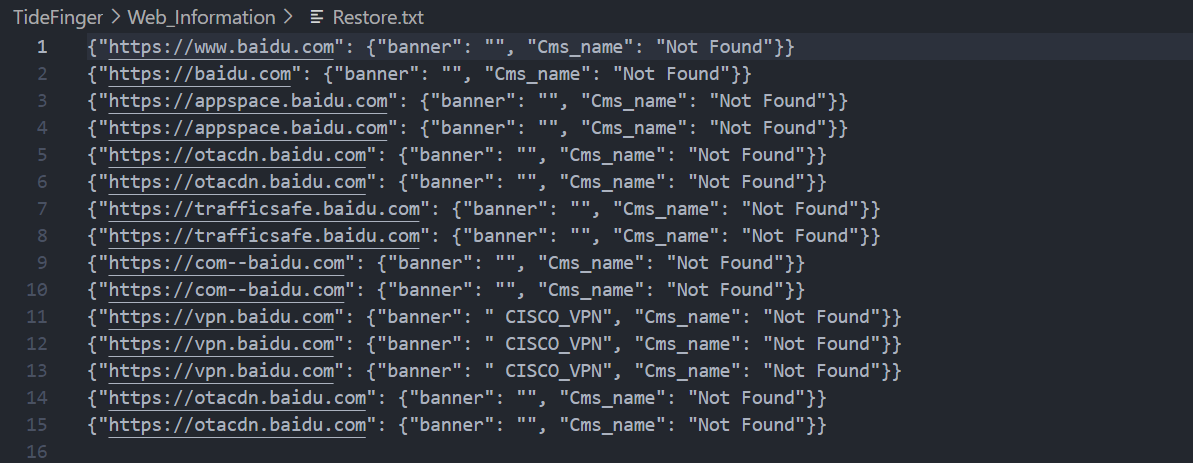 TideFinger > Web_Information > Restore.txt
1 {"https://www.baidu.com": {"banner": "", "Cms_name": "Not Found"}}
2 {"https://baidu.com": {"banner": "", "Cms_name": "Not Found"}}
3 {"https://appspace.baidu.com": {"banner": "", "Cms_name": "Not Found"}}
4 {"https://appspace.baidu.com": {"banner": "", "Cms_name": "Not Found"}}
5 {"https://otacdn.baidu.com": {"banner": "", "Cms_name": "Not Found"}}
6 {"https://otacdn.baidu.com": {"banner": "", "Cms_name": "Not Found"}}
7 {"https://trafficsafe.baidu.com": {"banner": "", "Cms_name": "Not Found"}}
8 {"https://trafficsafe.baidu.com": {"banner": "", "Cms_name": "Not Found"}}
9 {"https://com--baidu.com": {"banner": "", "Cms_name": "Not Found"}}
10 {"https://com--baidu.com": {"banner": "", "Cms_name": "Not Found"}}
11 {"https://vpn.baidu.com": {"banner": " CISCO_VPN", "Cms_name": "Not Found"}}
12 {"https://vpn.baidu.com": {"banner": " CISCO_VPN", "Cms_name": "Not Found"}}
13 {"https://vpn.baidu.com": {"banner": " CISCO_VPN", "Cms_name": "Not Found"}}
14 {"https://otacdn.baidu.com": {"banner": "", "Cms_name": "Not Found"}}
15 {"https://otacdn.baidu.com": {"banner": "", "Cms_name": "Not Found"}}
16